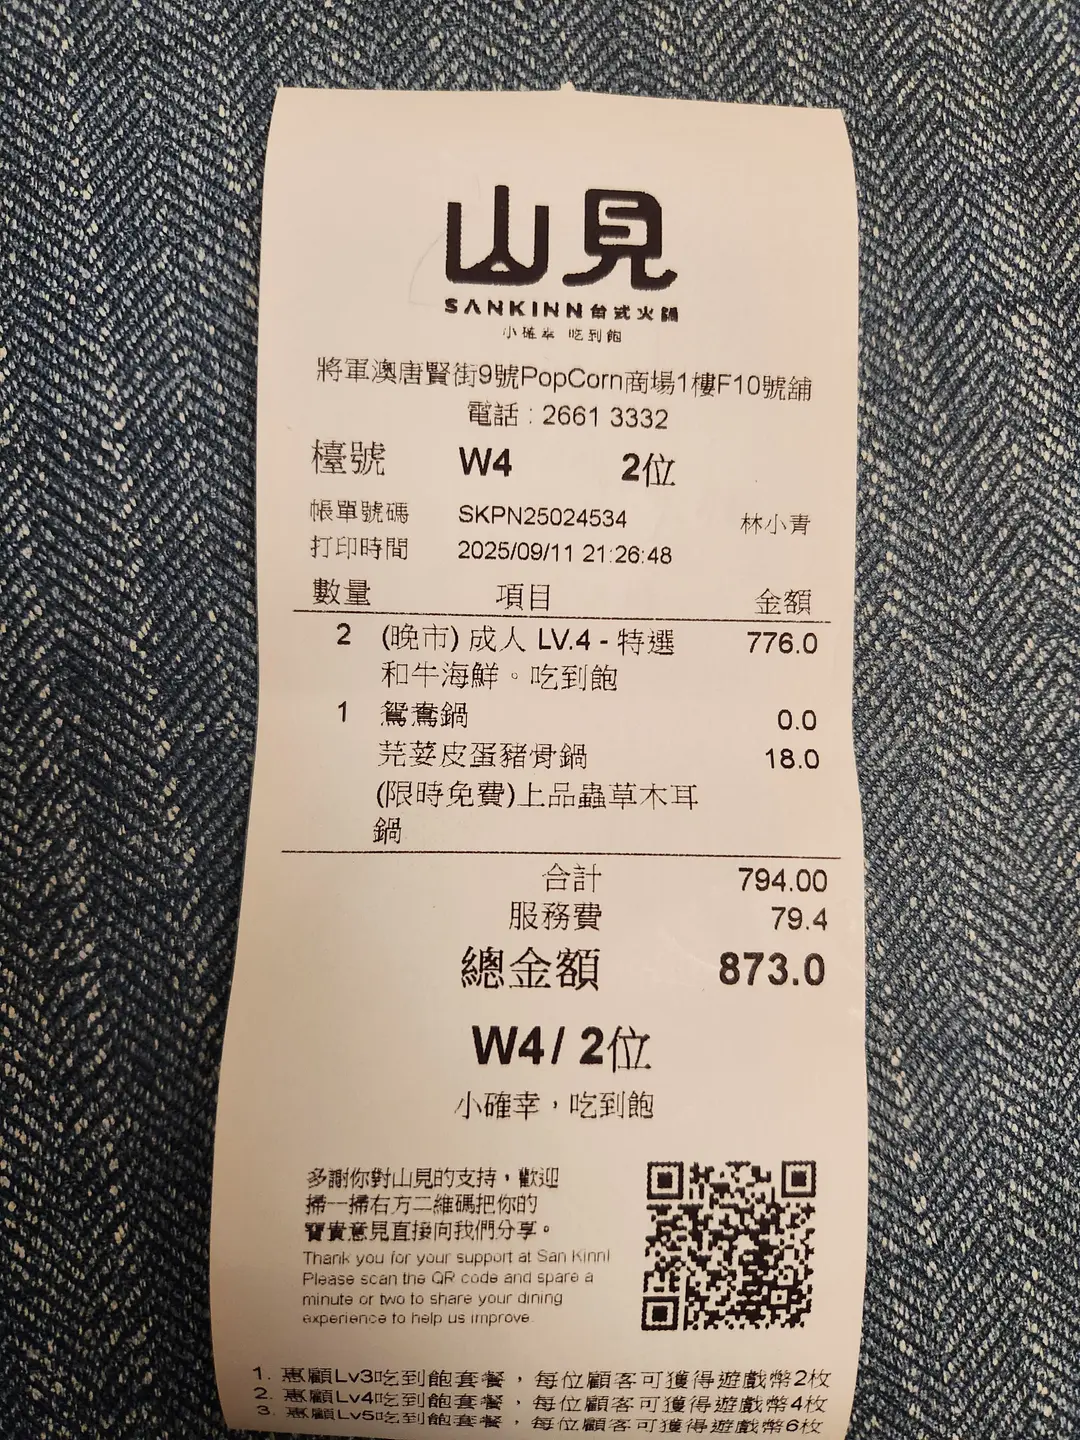 山見
SANKINN 台式火鍋
小確幸 吃到飽
將軍澳唐賢街9號PopCorn商場1樓F10號舖
電話 : 2661 3332
檯號 W4 2位
帳單號碼 SKPN25024534 林小青
打印時間 2025/09/11 21:26:48
數量 項目 金額
2 (晚市) 成人 LV.4 - 特選 776.0
和牛海鮮。吃到飽
1 鴛鴦鍋 0.0
芫荽皮蛋豬骨鍋 18.0
(限時免費)上品蟲草木耳
鍋
合計 794.00
服務費 79.4
總金額 873.0
W4 / 2位
小確幸，吃到飽
多謝你對山見的支持，歡迎
掃一掃右方二維碼把你的
寶貴意見直接向我們分享。
Thank you for your support at San Kinn!
Please scan the QR code and spare a
minute or two to share your dining
experience to help us improve.
1. 惠顧Lv3吃到飽套餐，每位顧客可獲得遊戲幣2枚
2. 惠顧Lv4吃到飽套餐，每位顧客可獲得遊戲幣4枚
3. 惠顧Lv5吃到飽套餐，每位顧客可獲得遊戲幣6枚